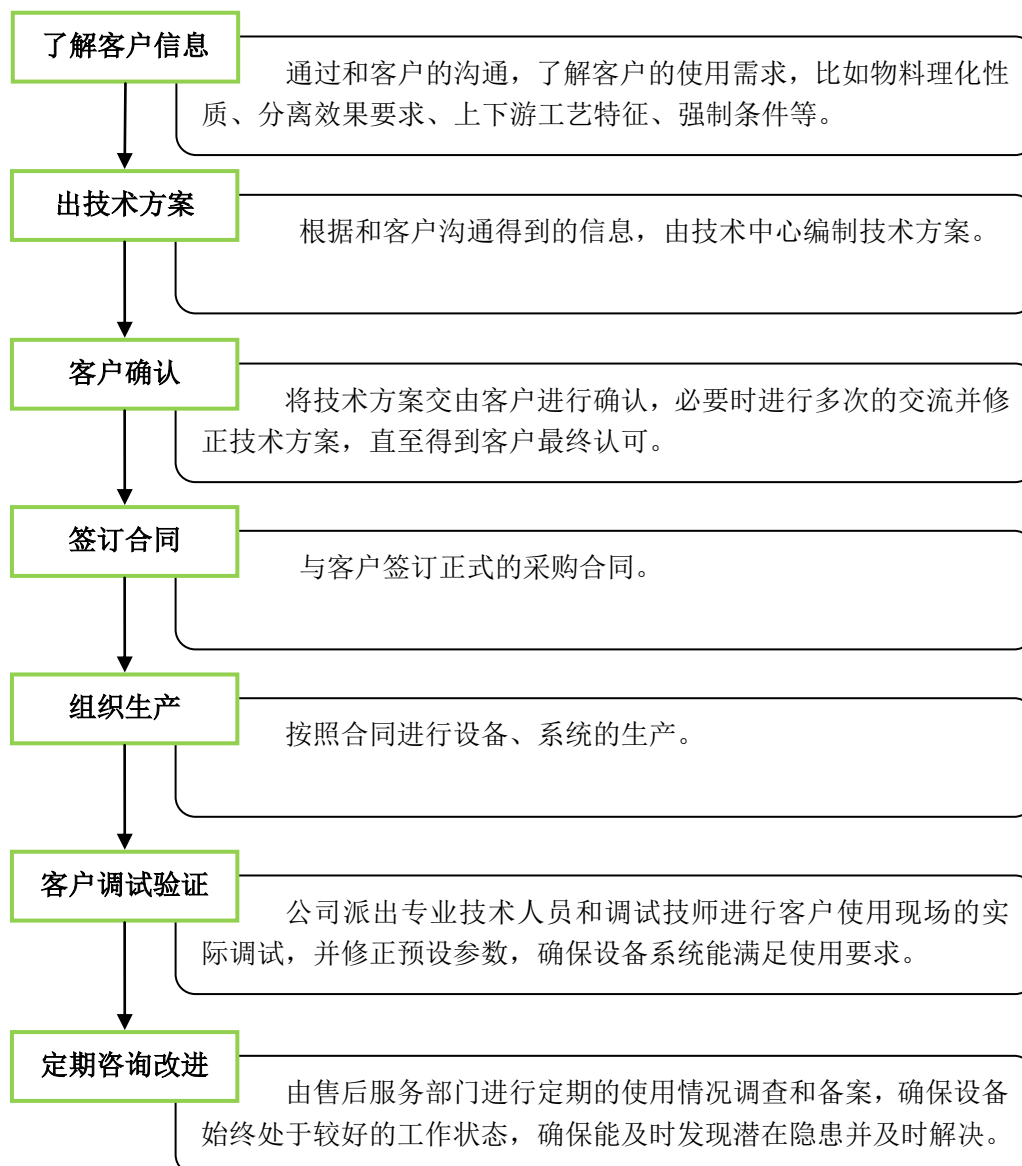 了解客户信息
通过和客户的沟通，了解客户的使用需求，比如物料理化性
质、分离效果要求、上下游工艺特征、强制条件等。
出技术方案
根据和客户沟通得到的信息，由技术中心编制技术方案。
客户确认
将技术方案交由客户进行确认，必要时进行多次的交流并修
正技术方案，直至得到客户最终认可。
签订合同
与客户签订正式的采购合同。
组织生产
按照合同进行设备、系统的生产。
客户调试验证
公司派出专业技术人员和调试技师进行客户使用现场的实
际调试，并修正预设参数，确保设备系统能满足使用要求。
定期咨询改进
由售后服务部门进行定期的使用情况调查和备案，确保设备
始终处于较好的工作状态，确保能及时发现潜在隐患并及时解决。